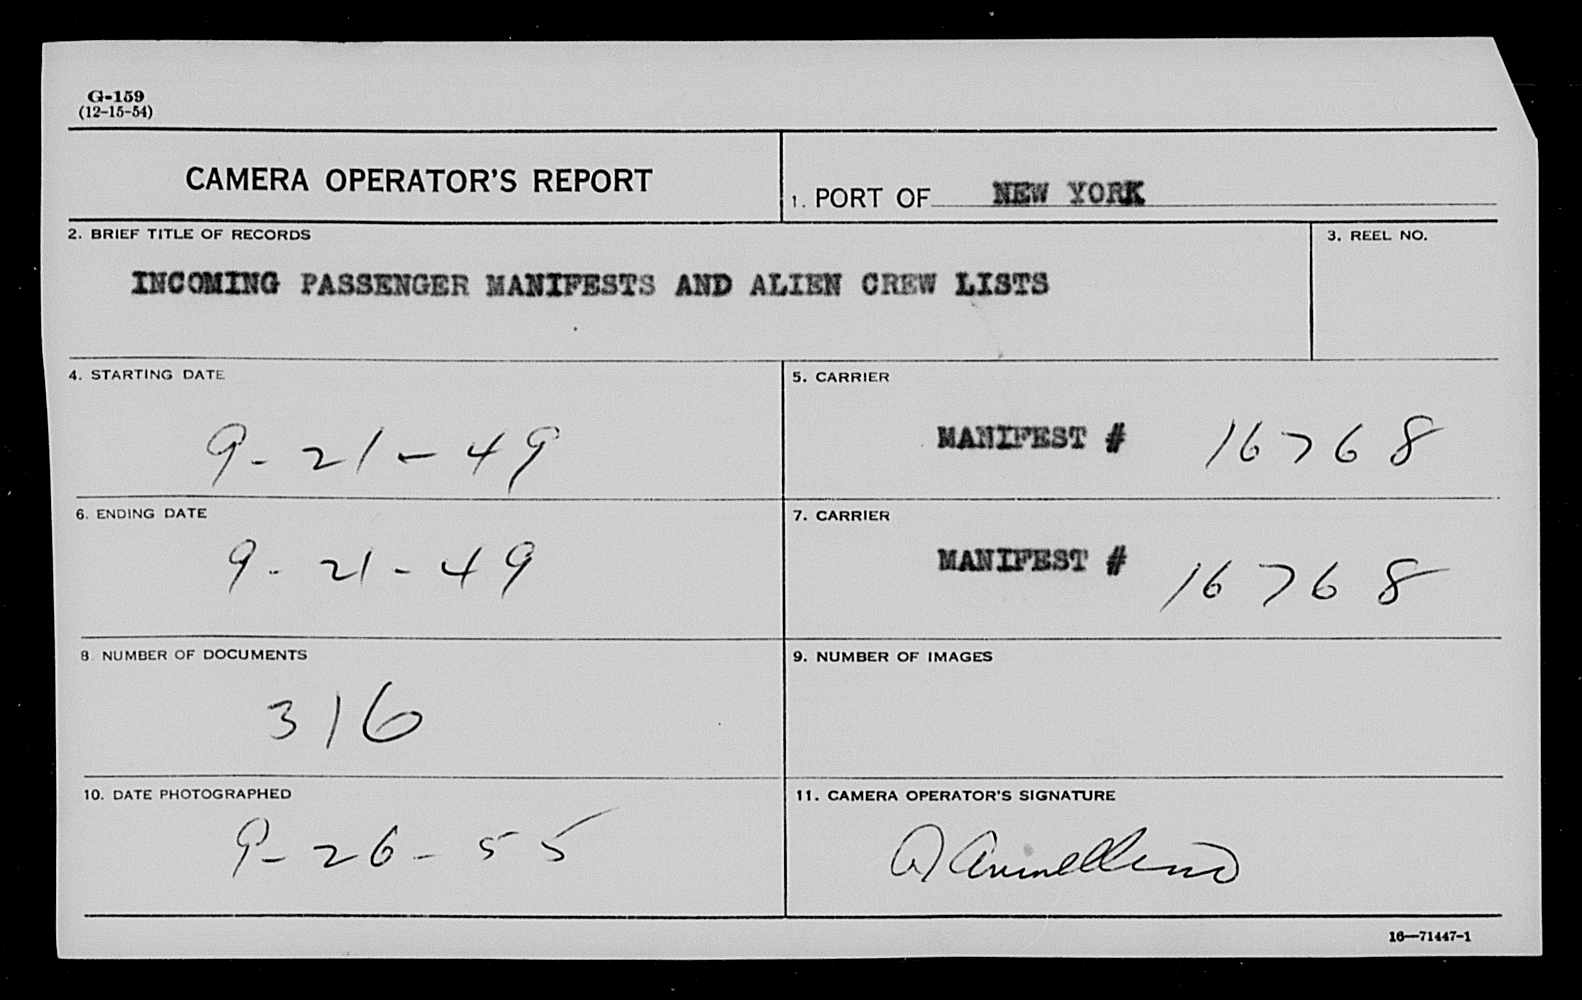 G-159
(12-15-54)
CAMERA OPERATOR'S REPORT
1. PORT OF NEW YORK
2. BRIEF TITLE OF RECORDS
INCOMING PASSENGER MANIFESTS AND ALIEN CREW LISTS
3. REEL NO.
4. STARTING DATE
9-21-49
5. CARRIER
MANIFEST # 16768
6. ENDING DATE
9-21-49
7. CARRIER
MANIFEST # 16768
8. NUMBER OF DOCUMENTS
316
9. NUMBER OF IMAGES
10. DATE PHOTOGRAPHED
9-26-55
11. CAMERA OPERATOR'S SIGNATURE
16—71447-1